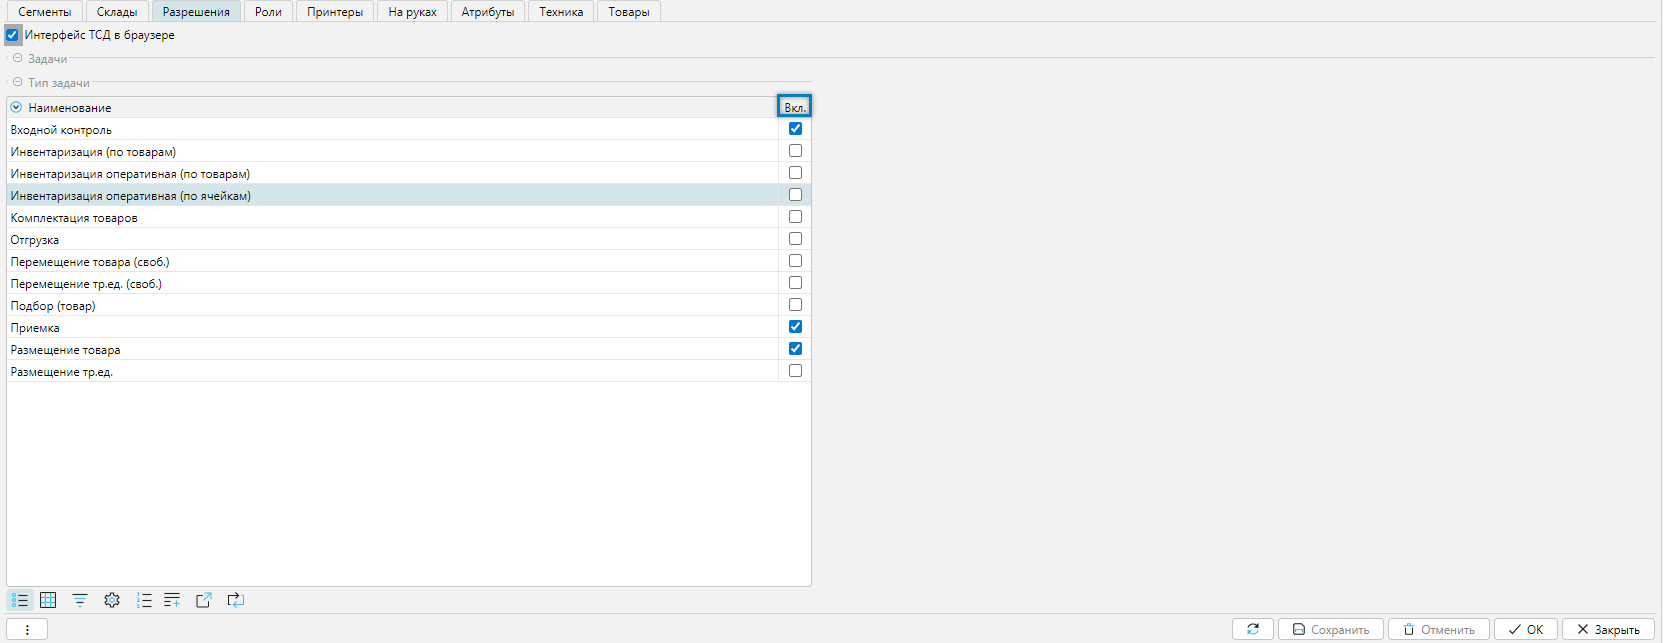 Сегменты Склады Разрешения Роли Принтеры На руках Атрибуты Техника Товары
Интерфейс ТСД в браузере
Задачи
Тип задачи
Наименование Вкл.
Входной контроль
Инвентаризация (по товарам)
Инвентаризация оперативная (по товарам)
Инвентаризация оперативная (по ячейкам)
Комплектация товаров
Отгрузка
Перемещение товара (своб.)
Перемещение тр.ед. (своб.)
Подбор (товар)
Приемка
Размещение товара
Размещение тр.ед.
Сохранить Отменить ОК Закрыть